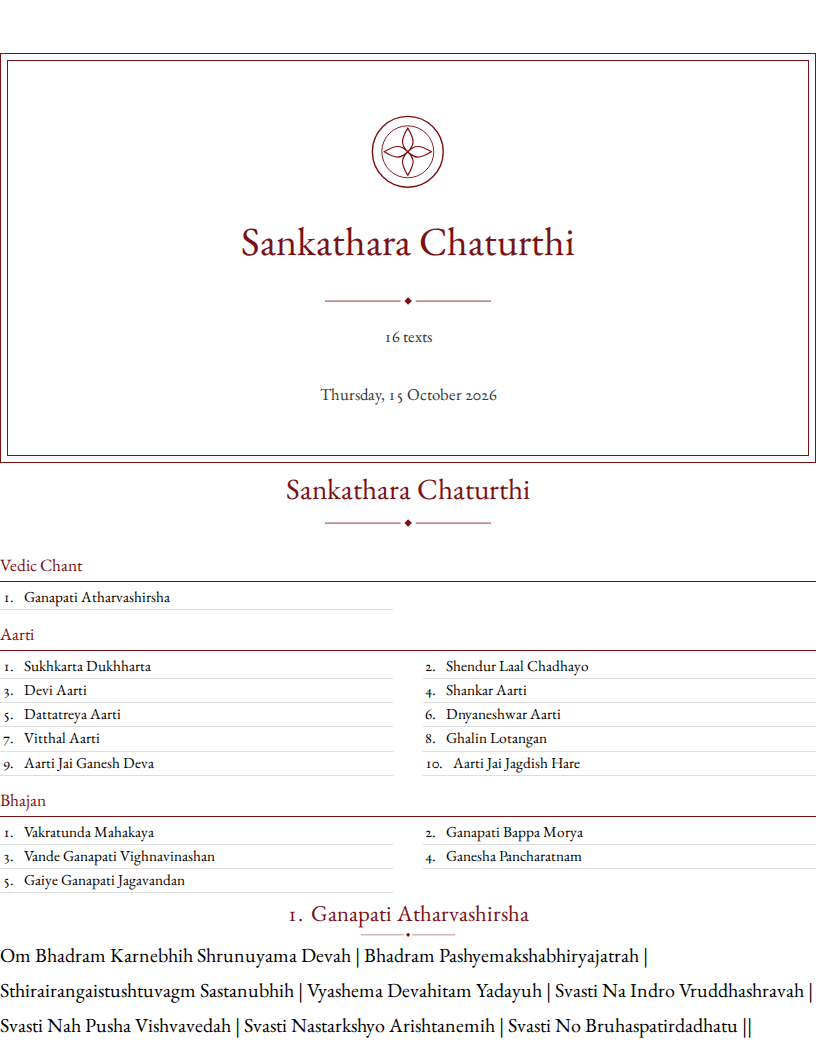 Sankathara Chaturthi
16 texts
Thursday, 15 October 2026
Sankathara Chaturthi
Vedic Chant
1. Ganapati Atharvashirsha
Aarti
1. Sukhkarta Dukhharta
2. Shendur Laal Chadhayo
3. Devi Aarti
4. Shankar Aarti
5. Dattatreya Aarti
6. Dnyaneshwar Aarti
7. Vitthal Aarti
8. Ghalin Lotangan
9. Aarti Jai Ganesh Deva
10. Aarti Jai Jagdish Hare
Bhajan
1. Vakratunda Mahakaya
2. Ganapati Bappa Morya
3. Vande Ganapati Vighnavinashan
4. Ganesha Pancharatnam
5. Gaiye Ganapati Jagavandan
1. Ganapati Atharvashirsha
Om Bhadram Karnebhih Shrunuyama Devah | Bhadram Pashyemakshabhiryajatrah |
Sthirairangaistushtuvagm Sastanubhih | Vyashema Devahitam Yadayuh | Svasti Na Indro Vruddhashravah |
Svasti Nah Pusha Vishvavedah | Svasti Nastarkshyo Arishtanemih | Svasti No Bruhaspatirdadhatu ||